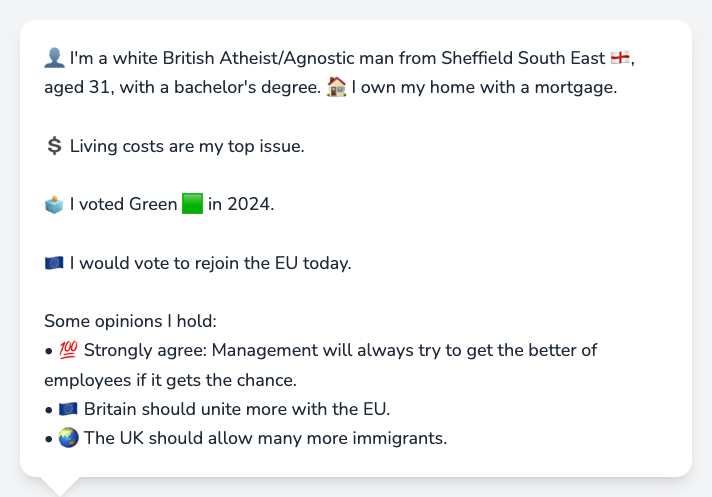 👤 I'm a white British Atheist/Agnostic man from Sheffield South East 🏴󠁧󠁢󠁥󠁮󠁧󠁿,
aged 31, with a bachelor's degree. 🏠 I own my home with a mortgage.
💲 Living costs are my top issue.
🗳️ I voted Green 🟩 in 2024.
🇪🇺 I would vote to rejoin the EU today.
Some opinions I hold:
• 💯 Strongly agree: Management will always try to get the better of
employees if it gets the chance.
• 🇪🇺 Britain should unite more with the EU.
• 🌏 The UK should allow many more immigrants.